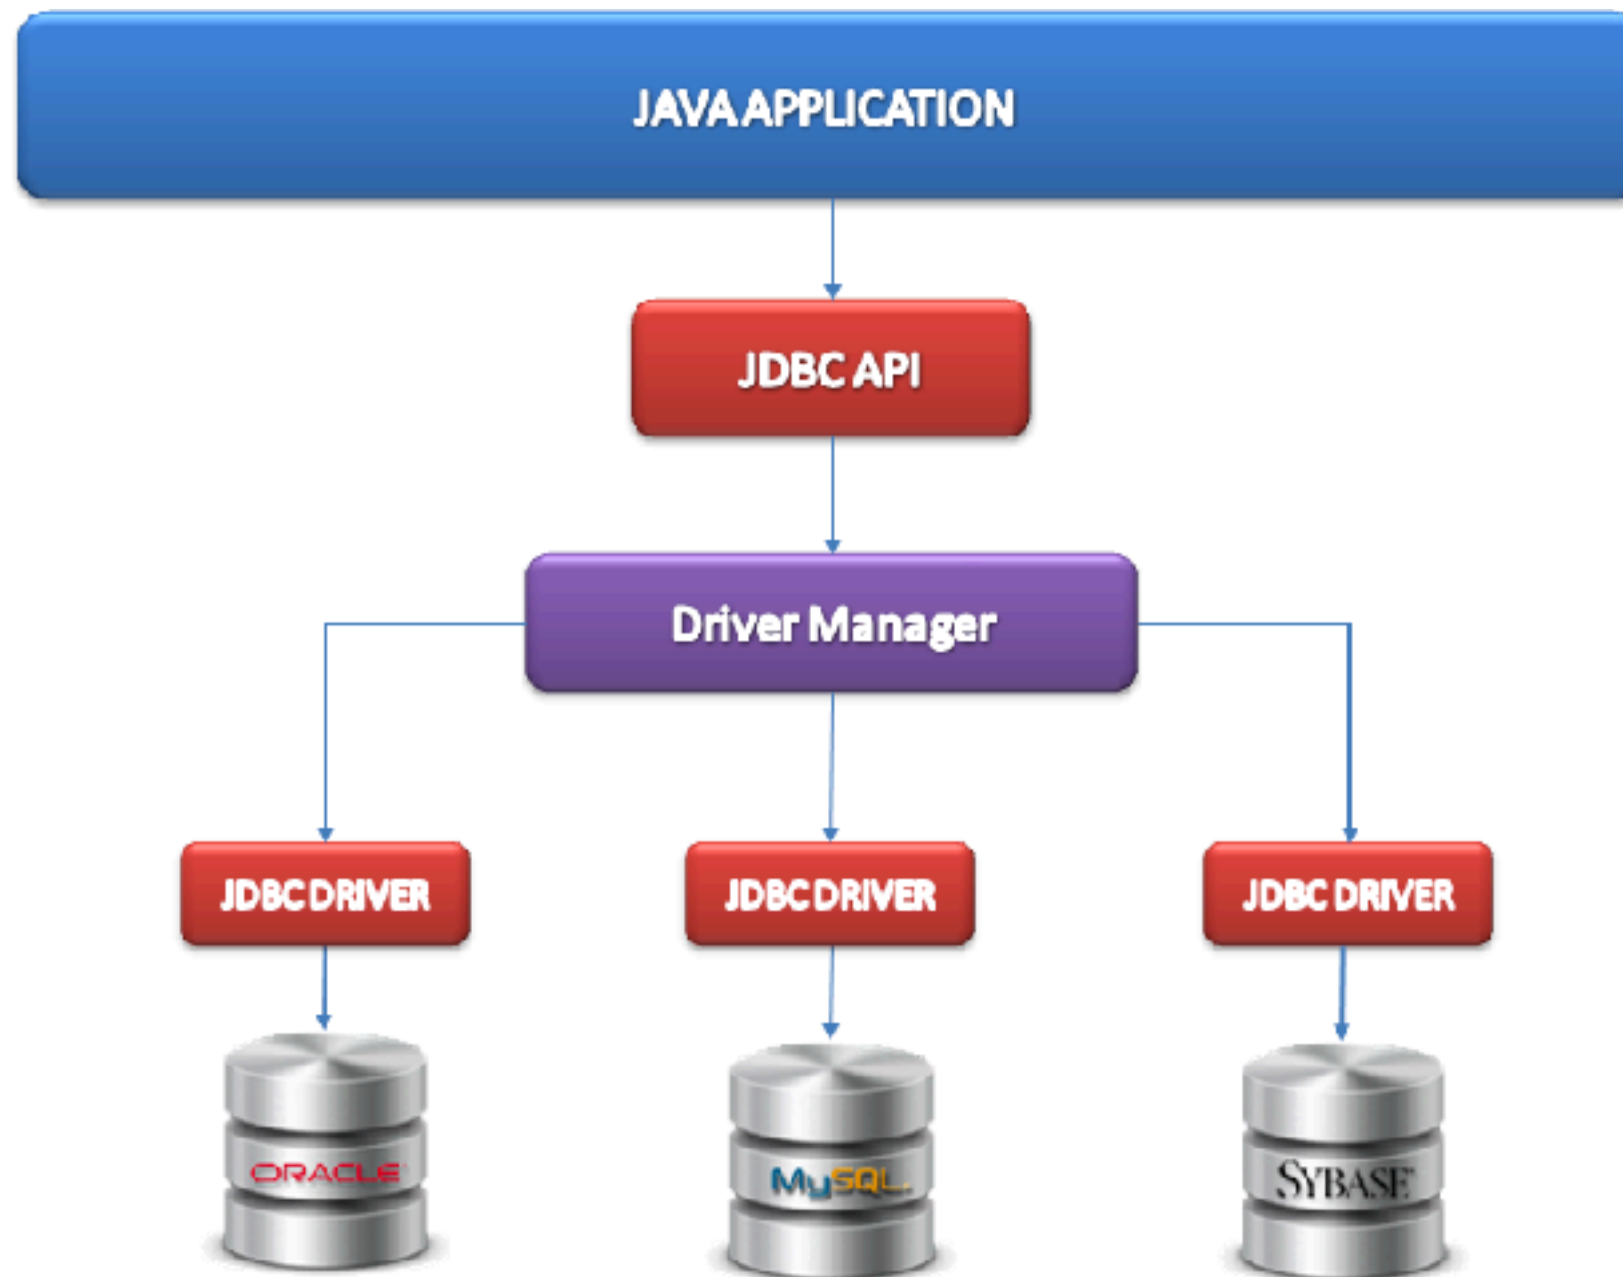 JAVA APPLICATION
JDBC API
Driver Manager
JDBC DRIVER
JDBC DRIVER
JDBC DRIVER
ORACLE
MySQL
SYBASE